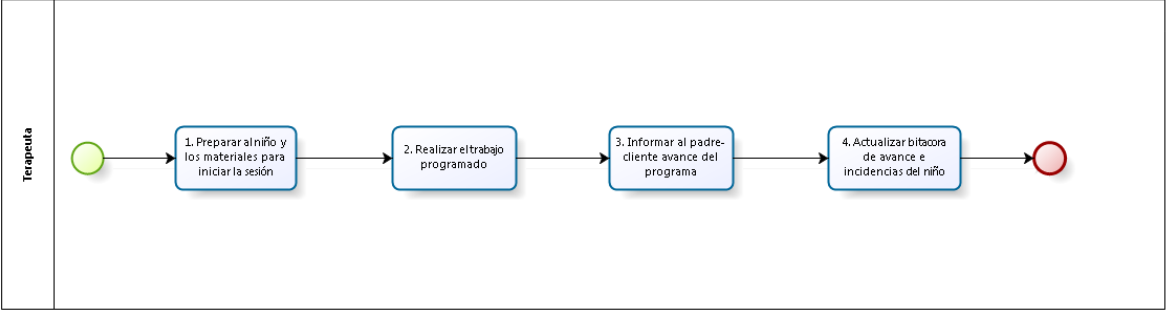 Terapeuta
1. Preparar al niño y
los materiales para
iniciar la sesión
2. Realizar el trabajo
programado
3. Informar al padre-
cliente avance del
programa
4. Actualizar bitacora
de avance e
incidencias del niño